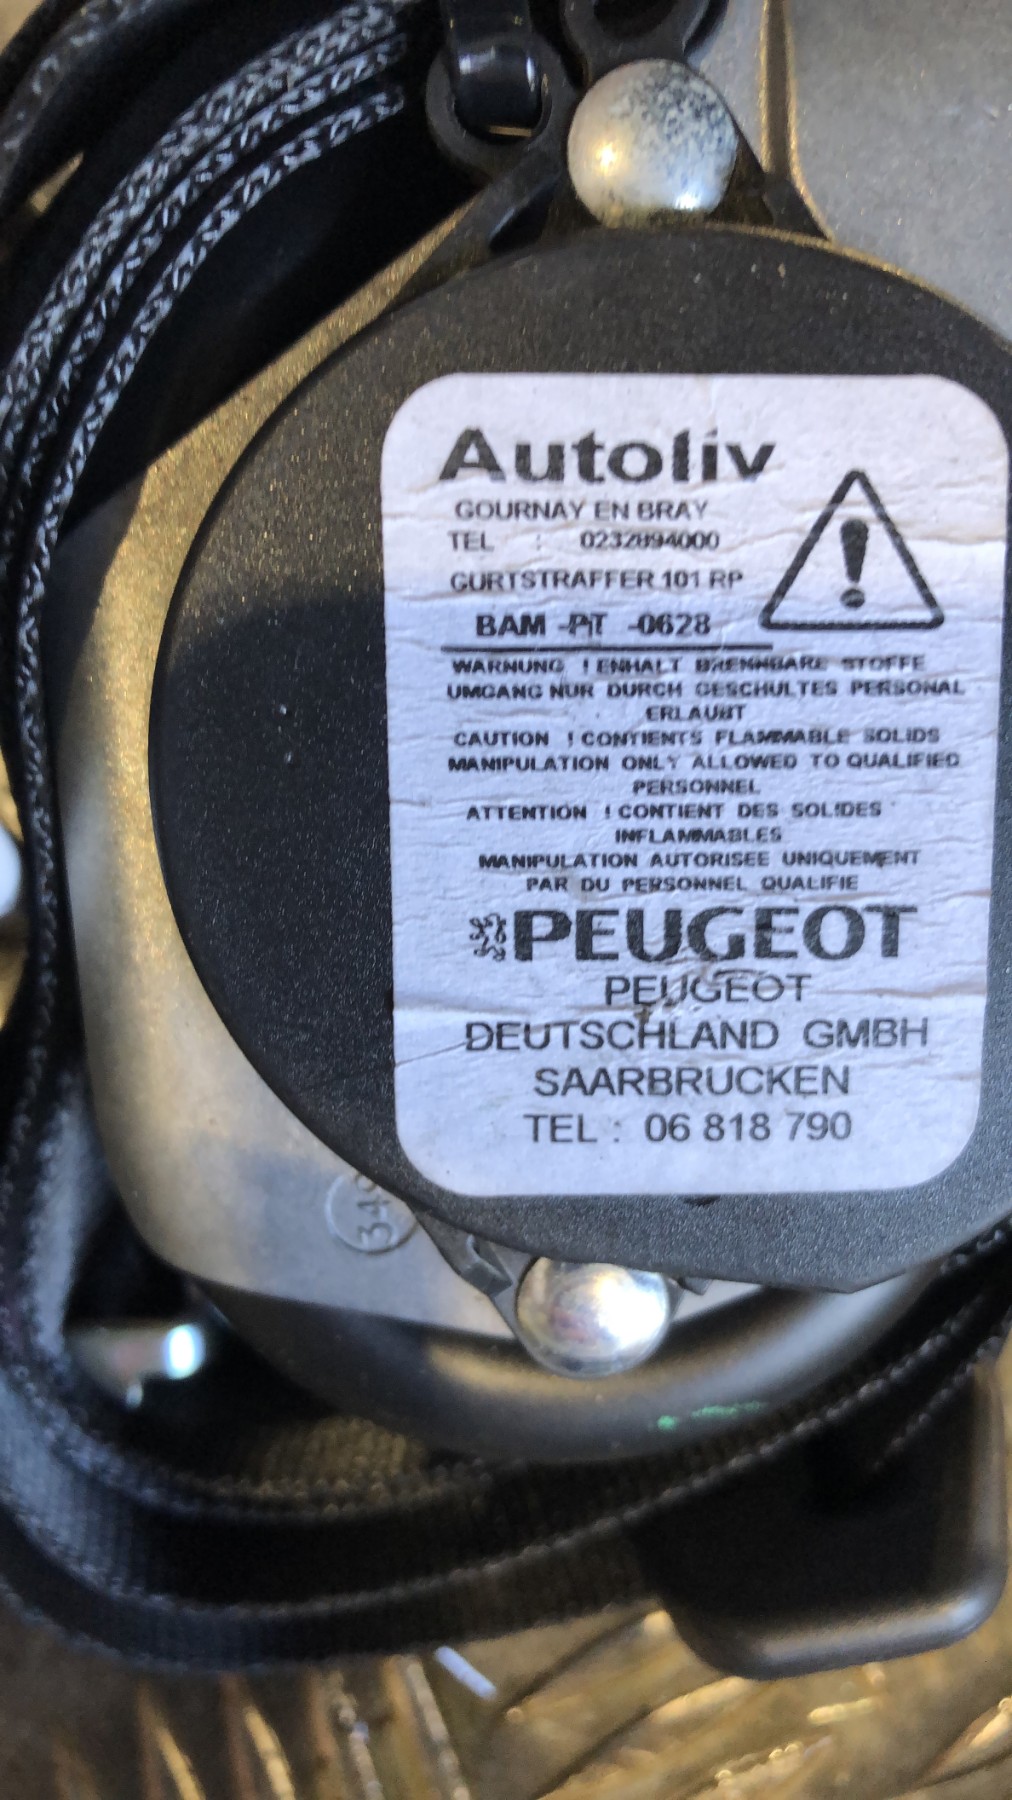 Autoliv
GOURNAY EN BRAY
TEL : 0232894000
GURTSTRAFFER 101 RP
BAM -PT -0628
WARNUNG ! ENHALT BRENNBARE STOFFE
UMGANG NUR DURCH GESCHULTES PERSONAL
ERLAUBT
CAUTION ! CONTIENTS FLAMMABLE SOLIDS
MANIPULATION ONLY ALLOWED TO QUALIFIED
PERSONNEL
ATTENTION ! CONTIENT DES SOLIDES
INFLAMMABLES
MANIPULATION AUTORISEE UNIQUEMENT
PAR DU PERSONNEL QUALIFIE
PEUGEOT
PEUGEOT
DEUTSCHLAND GMBH
SAARBRUCKEN
TEL : 06 818 790